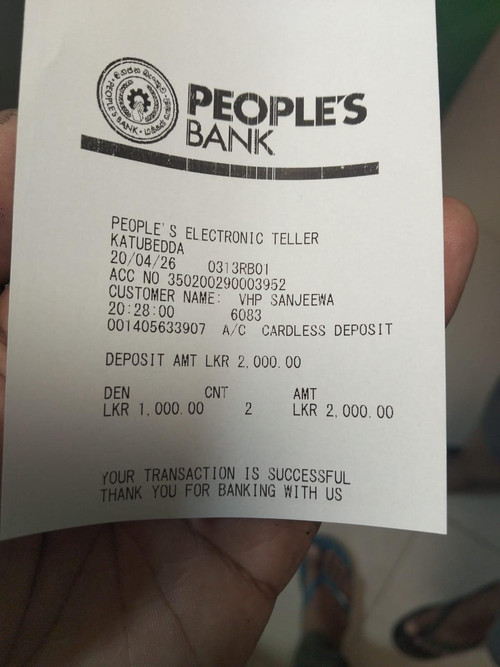 PEOPLE'S BANK
PEOPLE'S
BANK
PEOPLE'S ELECTRONIC TELLER
KATUBEDDA
20/04/26 0313RB01
ACC NO 350200290003952
CUSTOMER NAME: VHP SANJEEWA
20:28:00 6083
001405633907 A/C CARDLESS DEPOSIT
DEPOSIT AMT LKR 2,000.00
DEN CNT AMT
LKR 1,000.00 2 LKR 2,000.00
YOUR TRANSACTION IS SUCCESSFUL
THANK YOU FOR BANKING WITH US